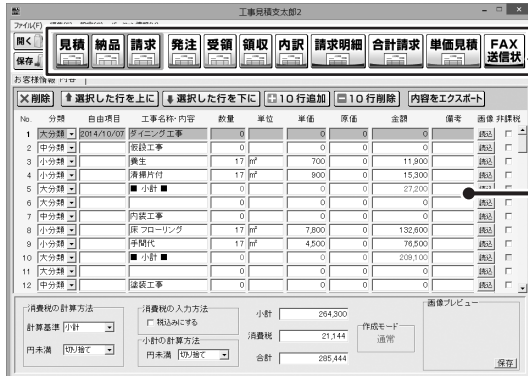 工事見積支太郎2
ファイル(F)
開く
保存
見積 納品 請求 発注 受領 領収 内訳 請求明細 合計請求 単価見積 FAX送信状
お客様情報 内容
削除 選択した行を上に 選択した行を下に 10行追加 10行削除 内容をエクスポート
No. 分類 自由項目 工事名称・内容 数量 単位 単価 原価 金額 備考 画像 非課税
1 大分類 2014/10/07 ダイニング工事 0 0 0 0 読込
2 中分類 仮設工事 0 0 0 0 読込
3 小分類 養生 17 ㎡ 700 0 11,900 読込
4 小分類 清掃片付 17 ㎡ 900 0 15,300 読込
5 大分類 ■ 小計 ■ 0 0 0 27,200 読込
6 大分類 0 0 0 0 読込
7 中分類 内装工事 0 0 0 0 読込
8 小分類 床 フローリング 17 ㎡ 7,800 0 132,600 読込
9 小分類 手間代 17 ㎡ 4,500 0 76,500 読込
10 大分類 ■ 小計 ■ 0 0 0 209,100 読込
11 大分類 0 0 0 0 読込
12 中分類 塗装工事 0 0 0 0 読込
消費税の計算方法
計算基準 小計
円未満 切り捨て
消費税の入力方法
税込みにする
小計の計算方法
円未満 切り捨て
小計 264,300
消費税 21,144
合計 285,444
作成モード
通常
画像プレビュー
保存